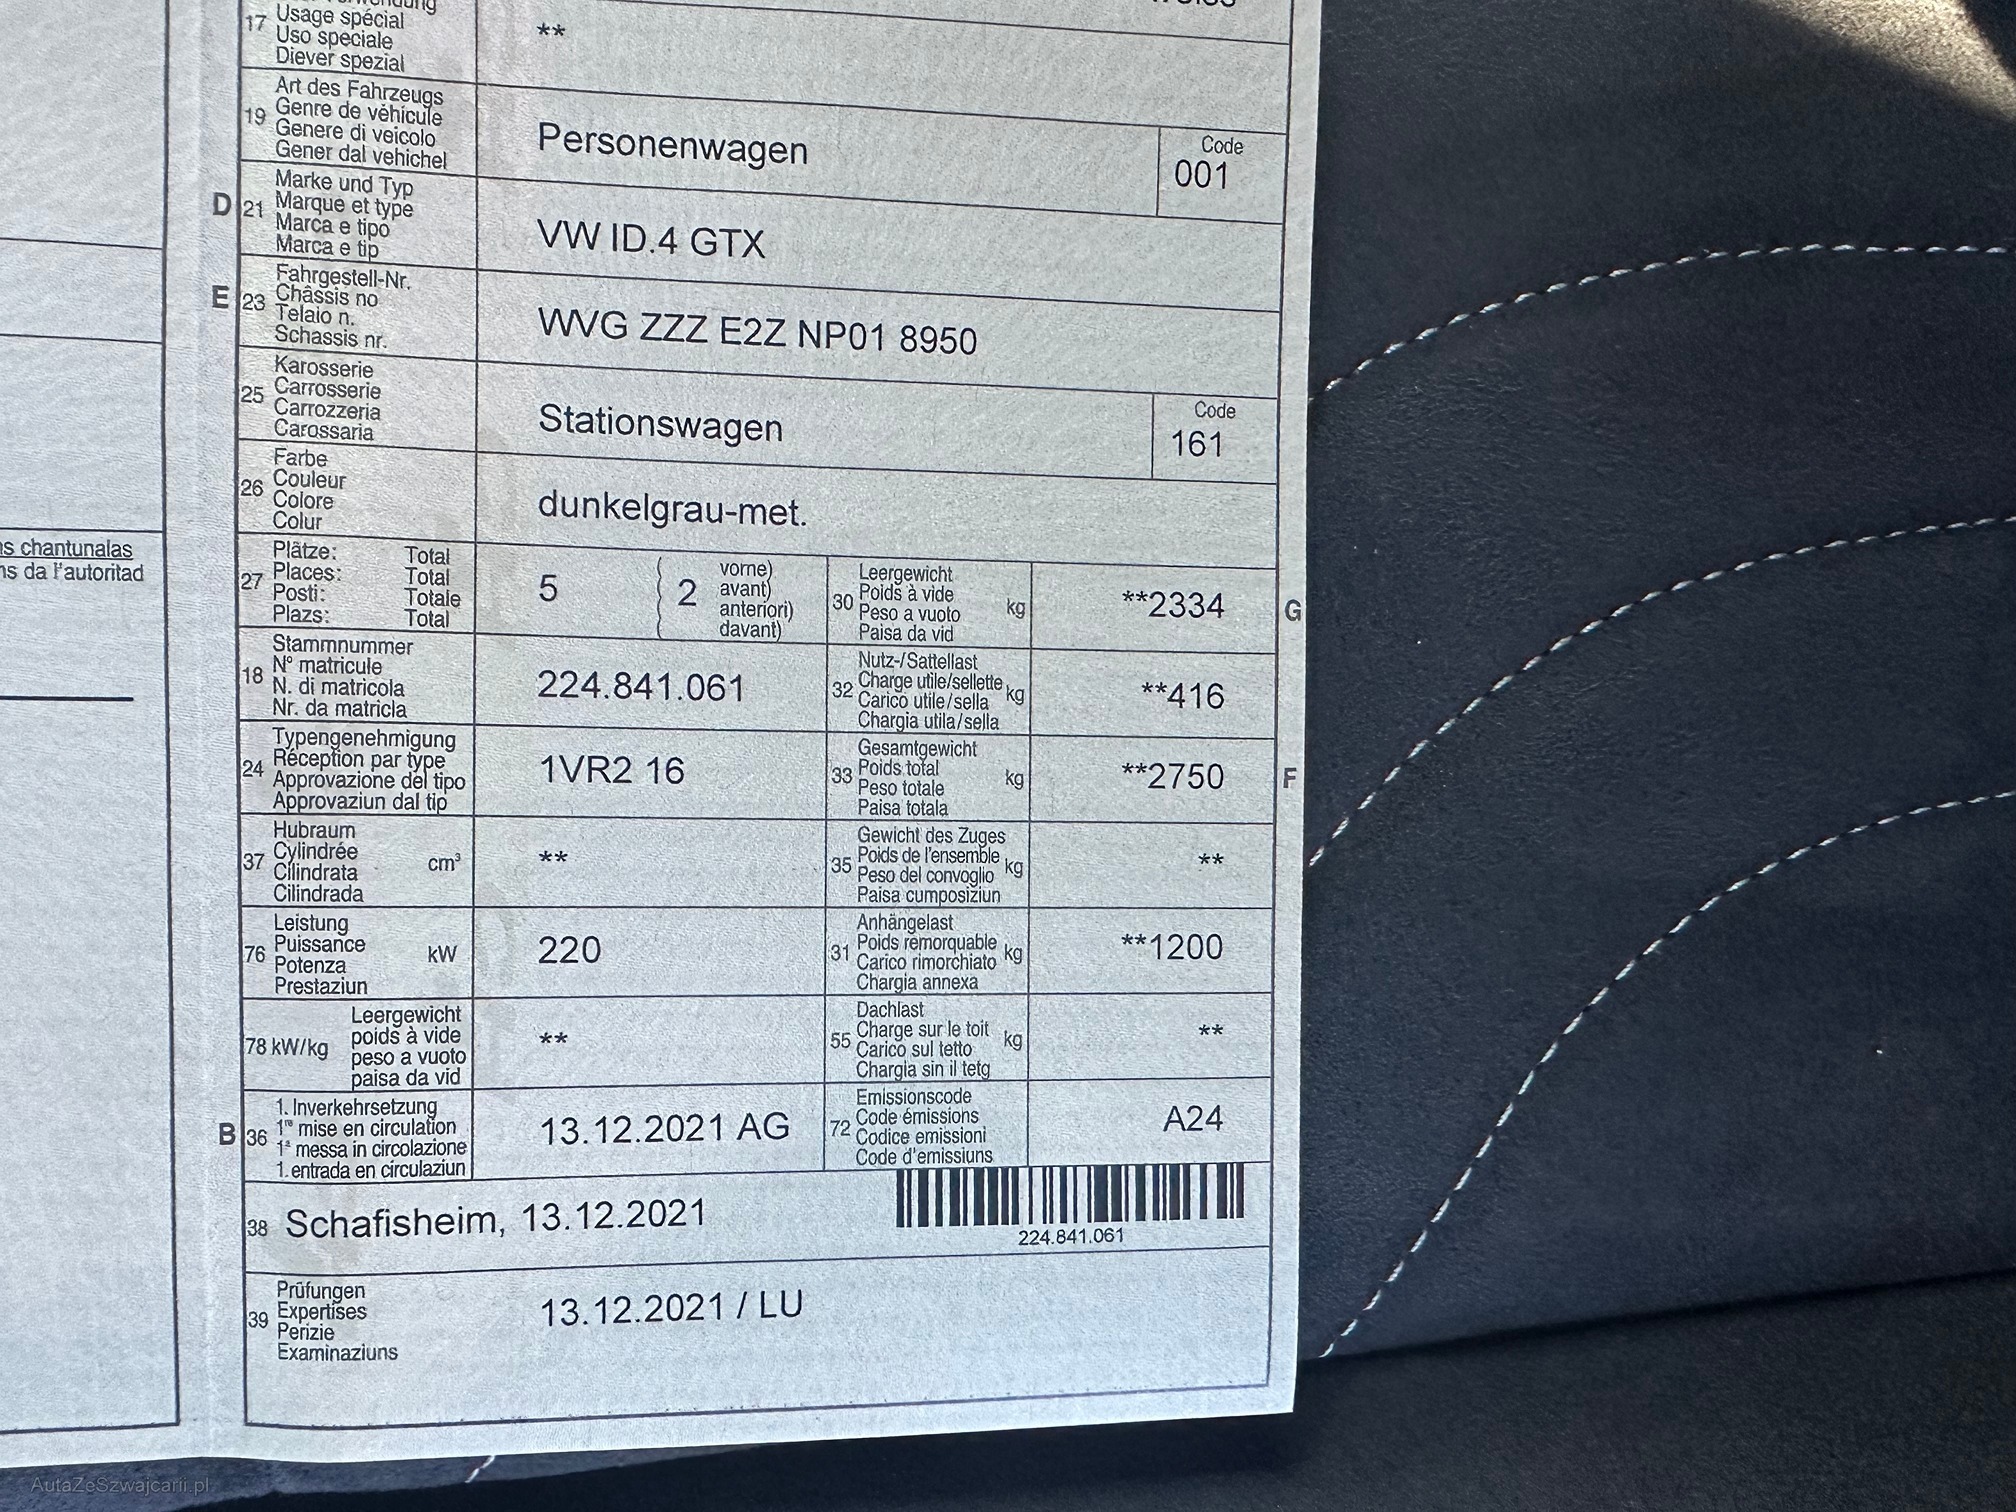 17 Usage spécial
Uso speciale
Diever spezial
**
19 Art des Fahrzeugs
Genre de véhicule
Genere di veicolo
Gener dal vehichel
Personenwagen
Code
001
D 21 Marke und Typ
Marque et type
Marca e tipo
Marca e tip
VW ID.4 GTX
E 23 Fahrgestell-Nr.
Châssis no
Telaio n.
Schassis nr.
WVG ZZZ E2Z NP01 8950
25 Karosserie
Carrosserie
Carrozzeria
Carossaria
Stationswagen
Code
161
26 Farbe
Couleur
Colore
Colur
dunkelgrau-met.
s chantunalas
ns da l'autoritad
27 Plätze: Total
Places: Total
Posti: Totale
Plazs: Total
5 ( 2 vorne)
avant)
anteriori)
davant)
30 Leergewicht
Poids à vide
Peso a vuoto
Paisa da vid
kg
**2334 G
18 Stammnummer
N° matricule
N. di matricola
Nr. da matricla
224.841.061
32 Nutz-/Sattellast
Charge utile/sellette
Carico utile/sella
Chargia utila/sella
kg
**416
24 Typengenehmigung
Réception par type
Approvazione del tipo
Approvaziun dal tip
1VR2 16
33 Gesamtgewicht
Poids total
Peso totale
Paisa totala
kg
**2750 F
37 Hubraum
Cylindrée
Cilindrata
Cilindrada
cm³
**
35 Gewicht des Zuges
Poids de l'ensemble
Peso del convoglio
Paisa cumposiziun
kg
**
76 Leistung
Puissance
Potenza
Prestaziun
kW
220
31 Anhängelast
Poids remorquable
Carico rimorchiato
Chargia annexa
kg
**1200
78 kW/kg Leergewicht
poids à vide
peso a vuoto
paisa da vid
**
55 Dachlast
Charge sur le toit
Carico sul tetto
Chargia sin il tetg
kg
**
B 36 1. Inverkehrsetzung
1re mise en circulation
1a messa in circolazione
1. entrada en circulaziun
13.12.2021 AG
72 Emissionscode
Code émissions
Codice emissioni
Code d'emissiuns
A24
38 Schafisheim, 13.12.2021
224.841.061
39 Prüfungen
Expertises
Perizie
Examinaziuns
13.12.2021 / LU
AutaZeSzwajcarii.pl